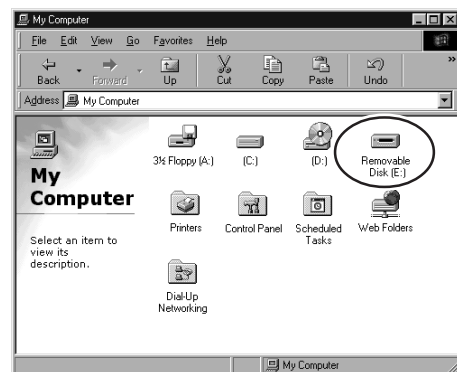 My Computer
File Edit View Go Favorites Help
Back Forward Up Cut Copy Paste Undo »
Address My Computer
My
Computer
Select an item to
view its
description.
3½ Floppy (A:) (C:) (D:) Removable
Disk (E:)
Printers Control Panel Scheduled
Tasks Web Folders
Dial-Up
Networking
My Computer